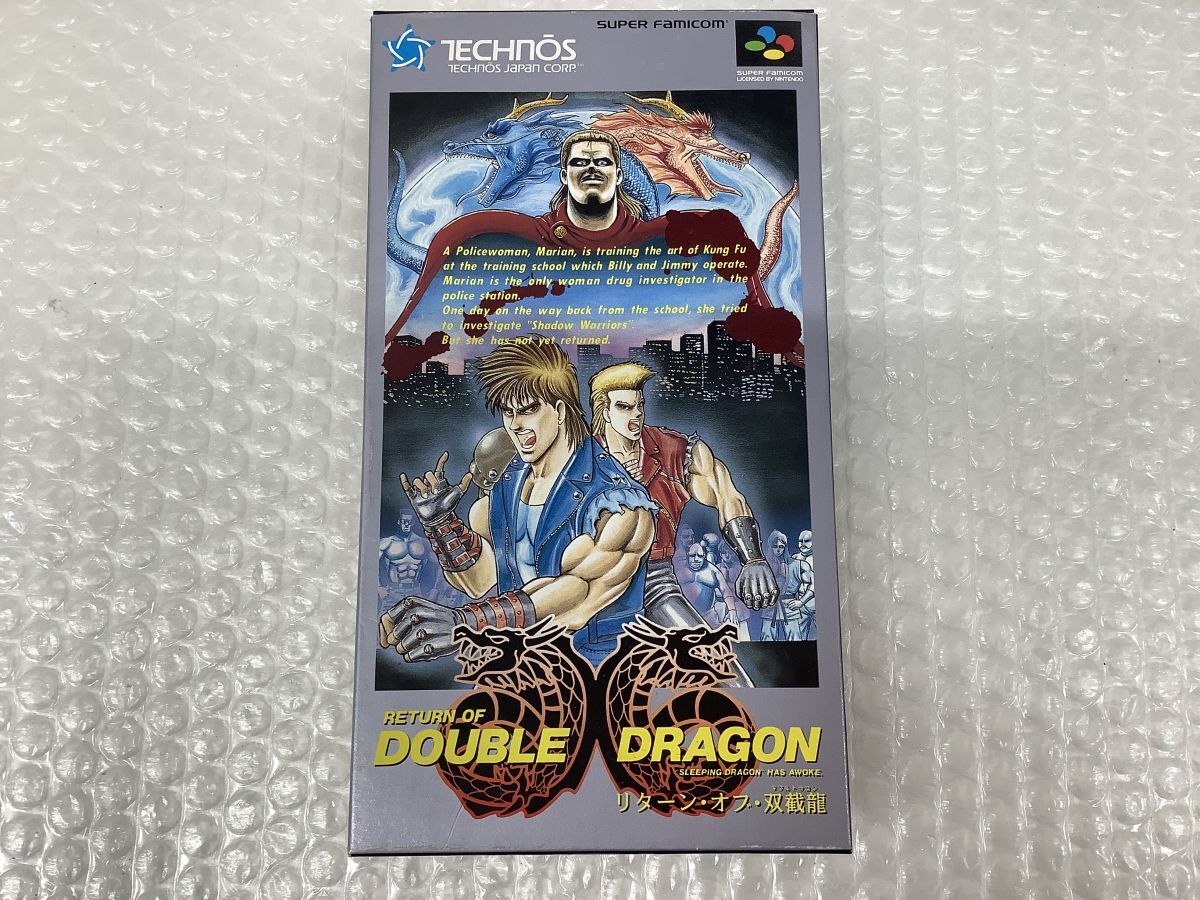 SUPER FAMICOM
TECHNŌS
TECHNŌS JAPAN CORP.™
SUPER FAMICOM
LICENSED BY NINTENDO
A Policewoman, Marian, is training the art of Kung Fu
at the training school which Billy and Jimmy operate.
Marian is the only woman drug investigator in the
police station.
One day on the way back from the school, she tried
to investigate "Shadow Warriors".
But she has not yet returned.
RETURN OF
DOUBLE DRAGON
SLEEPING DRAGON HAS AWOKE.
ダブルドラゴン
リターン・オブ・双截龍